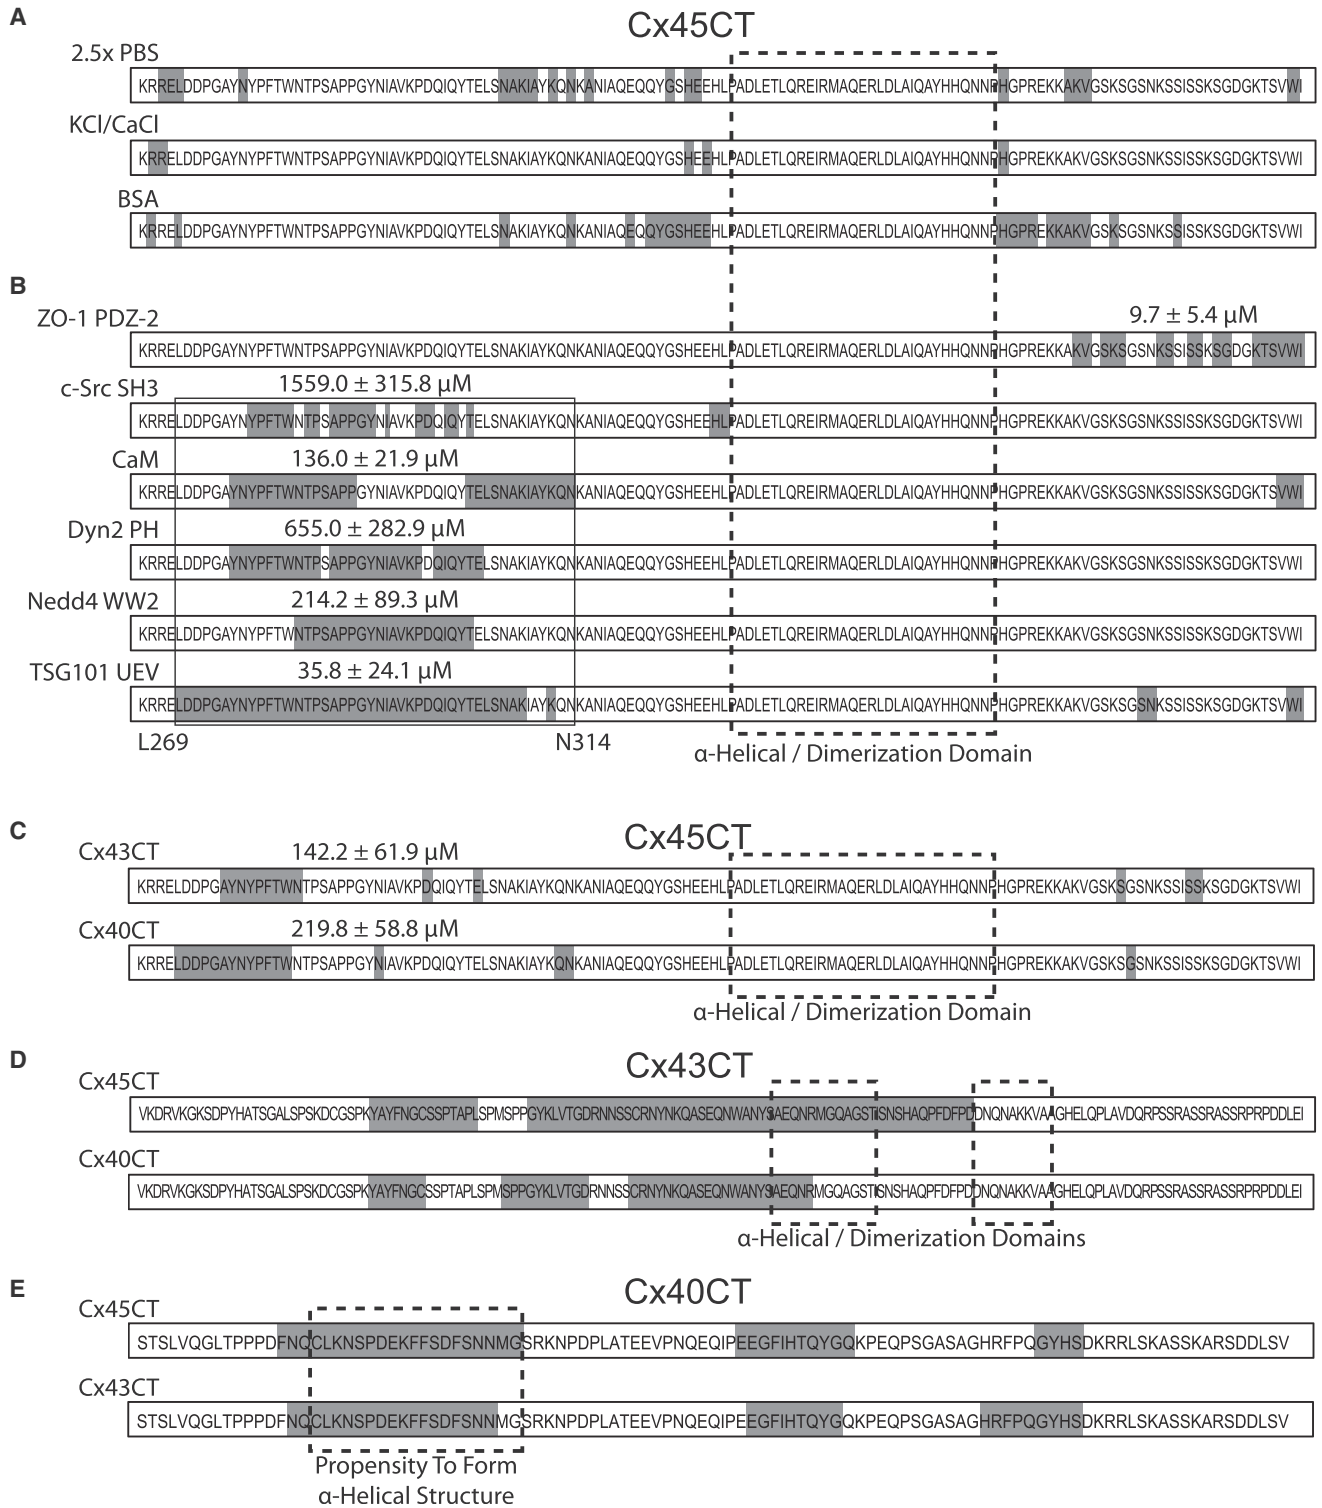 A
Cx45CT
2.5x PBS
KRRELDDPGAYNYPFTWNTPSAPPGYNIAVKPDQIQYTELSNAKIAYKQNKANIAQEQQYGSHEEHLPADLETLQREIRMAQERLDLAIQAYHHQNNPHGPREKKAKVGSKSGSNKSSISSKSGDGKTSVWI
KCl/CaCl
KRRELDDPGAYNYPFTWNTPSAPPGYNIAVKPDQIQYTELSNAKIAYKQNKANIAQEQQYGSHEEHLPADLETLQREIRMAQERLDLAIQAYHHQNNPHGPREKKAKVGSKSGSNKSSISSKSGDGKTSVWI
BSA
KRRELDDPGAYNYPFTWNTPSAPPGYNIAVKPDQIQYTELSNAKIAYKQNKANIAQEQQYGSHEEHLPADLETLQREIRMAQERLDLAIQAYHHQNNPHGPREKKAKVGSKSGSNKSSISSKSGDGKTSVWI
B
ZO-1 PDZ-2
9.7 ± 5.4 µM
KRRELDDPGAYNYPFTWNTPSAPPGYNIAVKPDQIQYTELSNAKIAYKQNKANIAQEQQYGSHEEHLPADLETLQREIRMAQERLDLAIQAYHHQNNPHGPREKKAKVGSKSGSNKSSISSKSGDGKTSVWI
c-Src SH3
1559.0 ± 315.8 µM
KRRELDDPGAYNYPFTWNTPSAPPGYNIAVKPDQIQYTELSNAKIAYKQNKANIAQEQQYGSHEEHLPADLETLQREIRMAQERLDLAIQAYHHQNNPHGPREKKAKVGSKSGSNKSSISSKSGDGKTSVWI
CaM
136.0 ± 21.9 µM
KRRELDDPGAYNYPFTWNTPSAPPGYNIAVKPDQIQYTELSNAKIAYKQNKANIAQEQQYGSHEEHLPADLETLQREIRMAQERLDLAIQAYHHQNNPHGPREKKAKVGSKSGSNKSSISSKSGDGKTSVWI
Dyn2 PH
655.0 ± 282.9 µM
KRRELDDPGAYNYPFTWNTPSAPPGYNIAVKPDQIQYTELSNAKIAYKQNKANIAQEQQYGSHEEHLPADLETLQREIRMAQERLDLAIQAYHHQNNPHGPREKKAKVGSKSGSNKSSISSKSGDGKTSVWI
Nedd4 WW2
214.2 ± 89.3 µM
KRRELDDPGAYNYPFTWNTPSAPPGYNIAVKPDQIQYTELSNAKIAYKQNKANIAQEQQYGSHEEHLPADLETLQREIRMAQERLDLAIQAYHHQNNPHGPREKKAKVGSKSGSNKSSISSKSGDGKTSVWI
TSG101 UEV
35.8 ± 24.1 µM
KRRELDDPGAYNYPFTWNTPSAPPGYNIAVKPDQIQYTELSNAKIAYKQNKANIAQEQQYGSHEEHLPADLETLQREIRMAQERLDLAIQAYHHQNNPHGPREKKAKVGSKSGSNKSSISSKSGDGKTSVWI
L269
N314
α-Helical / Dimerization Domain
C
Cx45CT
Cx43CT
142.2 ± 61.9 µM
KRRELDDPGAYNYPFTWNTPSAPPGYNIAVKPDQIQYTELSNAKIAYKQNKANIAQEQQYGSHEEHLPADLETLQREIRMAQERLDLAIQAYHHQNNPHGPREKKAKVGSKSGSNKSSISSKSGDGKTSVWI
Cx40CT
219.8 ± 58.8 µM
KRRELDDPGAYNYPFTWNTPSAPPGYNIAVKPDQIQYTELSNAKIAYKQNKANIAQEQQYGSHEEHLPADLETLQREIRMAQERLDLAIQAYHHQNNPHGPREKKAKVGSKSGSNKSSISSKSGDGKTSVWI
α-Helical / Dimerization Domain
D
Cx43CT
Cx45CT
VKDRVKGKSDPYHATSGALSPSKDCGSPKYAYFNGCSSPTAPLSPMSPPGYKLVTGDRNNSSCRNYNKQASEQNWANYSAEQNRMGQAGSTISNSHAQPFDFPDDNQNAKKVAAGHELQPLAVDQRPSSRASSRASSRPRPDDLEI
Cx40CT
VKDRVKGKSDPYHATSGALSPSKDCGSPKYAYFNGCSSPTAPLSPMSPPGYKLVTGDRNNSSCRNYNKQASEQNWANYSAEQNRMGQAGSTISNSHAQPFDFPDDNQNAKKVAAGHELQPLAVDQRPSSRASSRASSRPRPDDLEI
α-Helical / Dimerization Domains
E
Cx40CT
Cx45CT
STSLVQGLTPPPDFNQCLKNSPDEKFFSDFSNNMGSRKNPDPLATEEVPNQEQIPEEGFIHTQYGQKPEQPSGASAGHRFPQGYHSDKRRLSKASSKARSDDLSV
Cx43CT
STSLVQGLTPPPDFNQCLKNSPDEKFFSDFSNNMGSRKNPDPLATEEVPNQEQIPEEGFIHTQYGQKPEQPSGASAGHRFPQGYHSDKRRLSKASSKARSDDLSV
Propensity To Form
α-Helical Structure